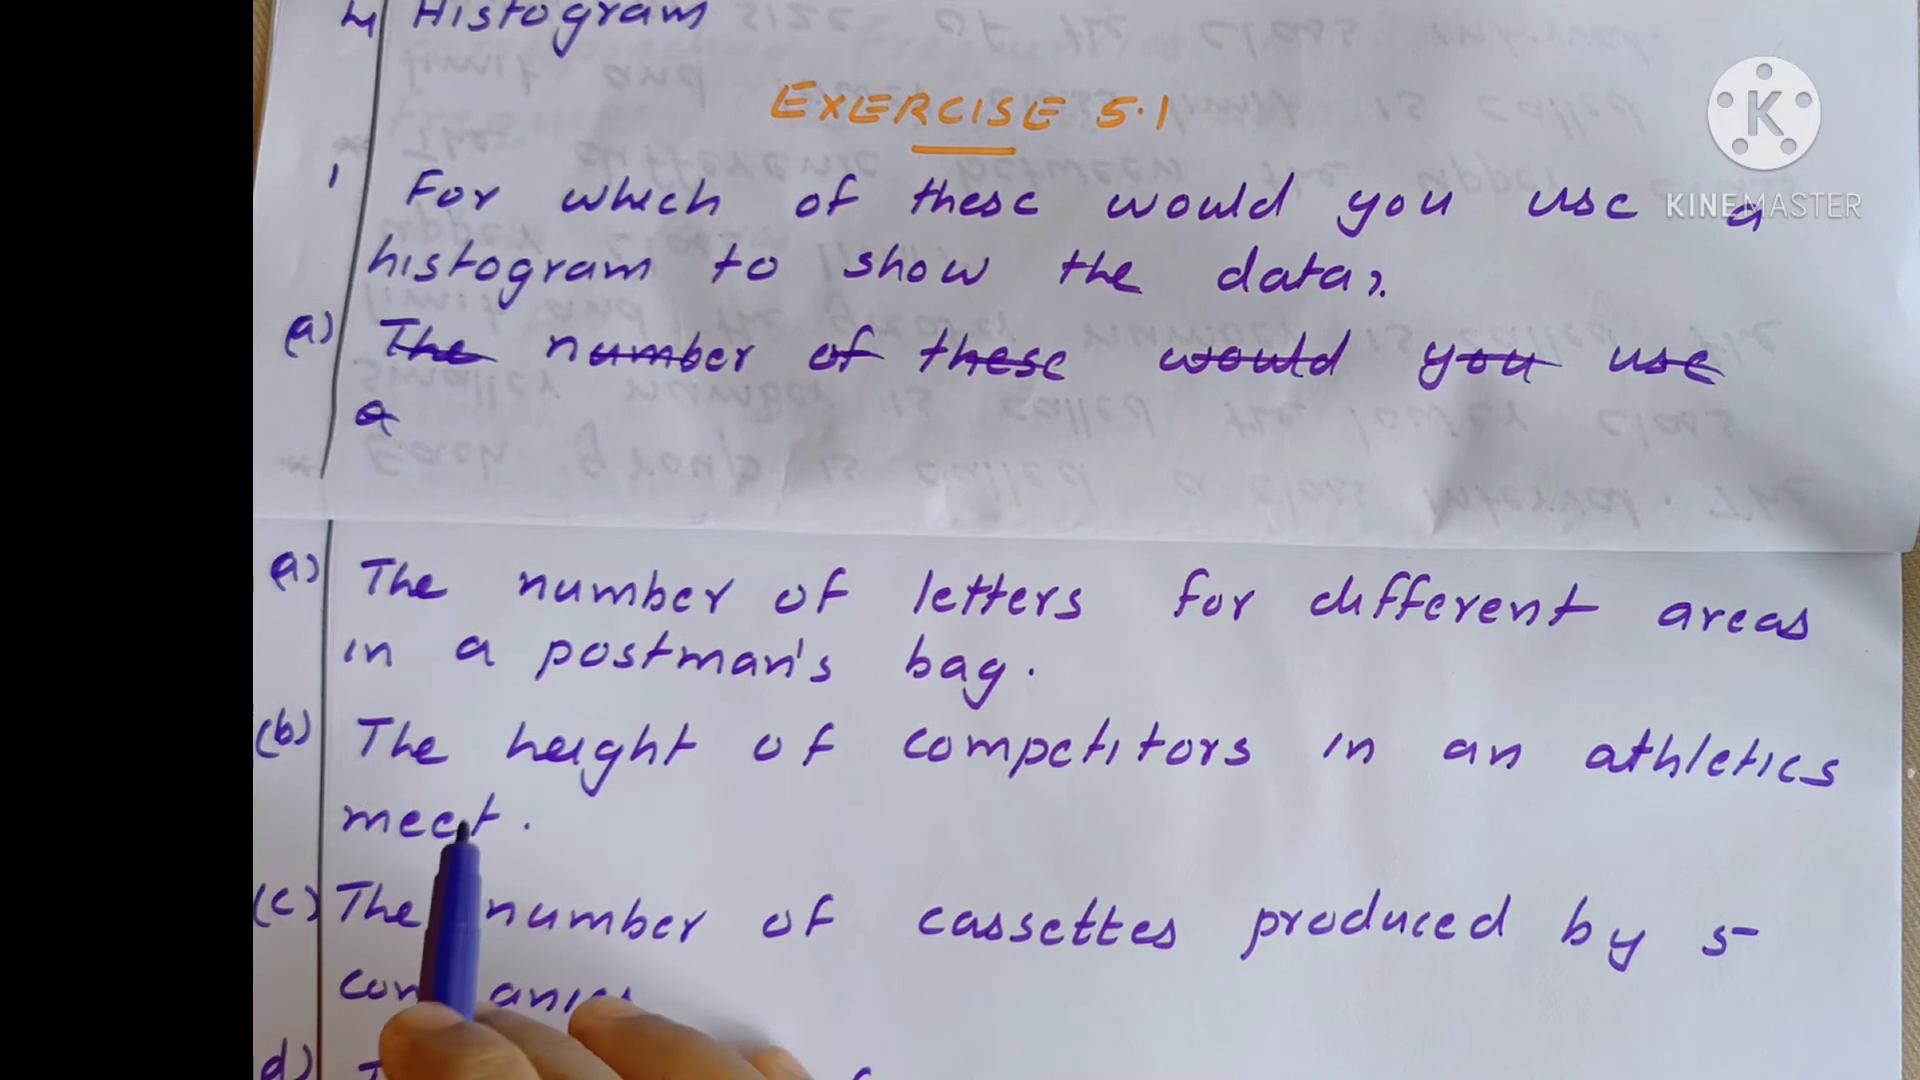 4 Histogram
EXERCISE 5.1
K
KINEMASTER
1 For which of these would you use a
histogram to show the data?
(a) The number of these would you use
a
(a) The number of letters for different areas
in a postman's bag.
(b) The height of competitors in an athletics
meet.
(c) The number of cassettes produced by 5
companies
d)